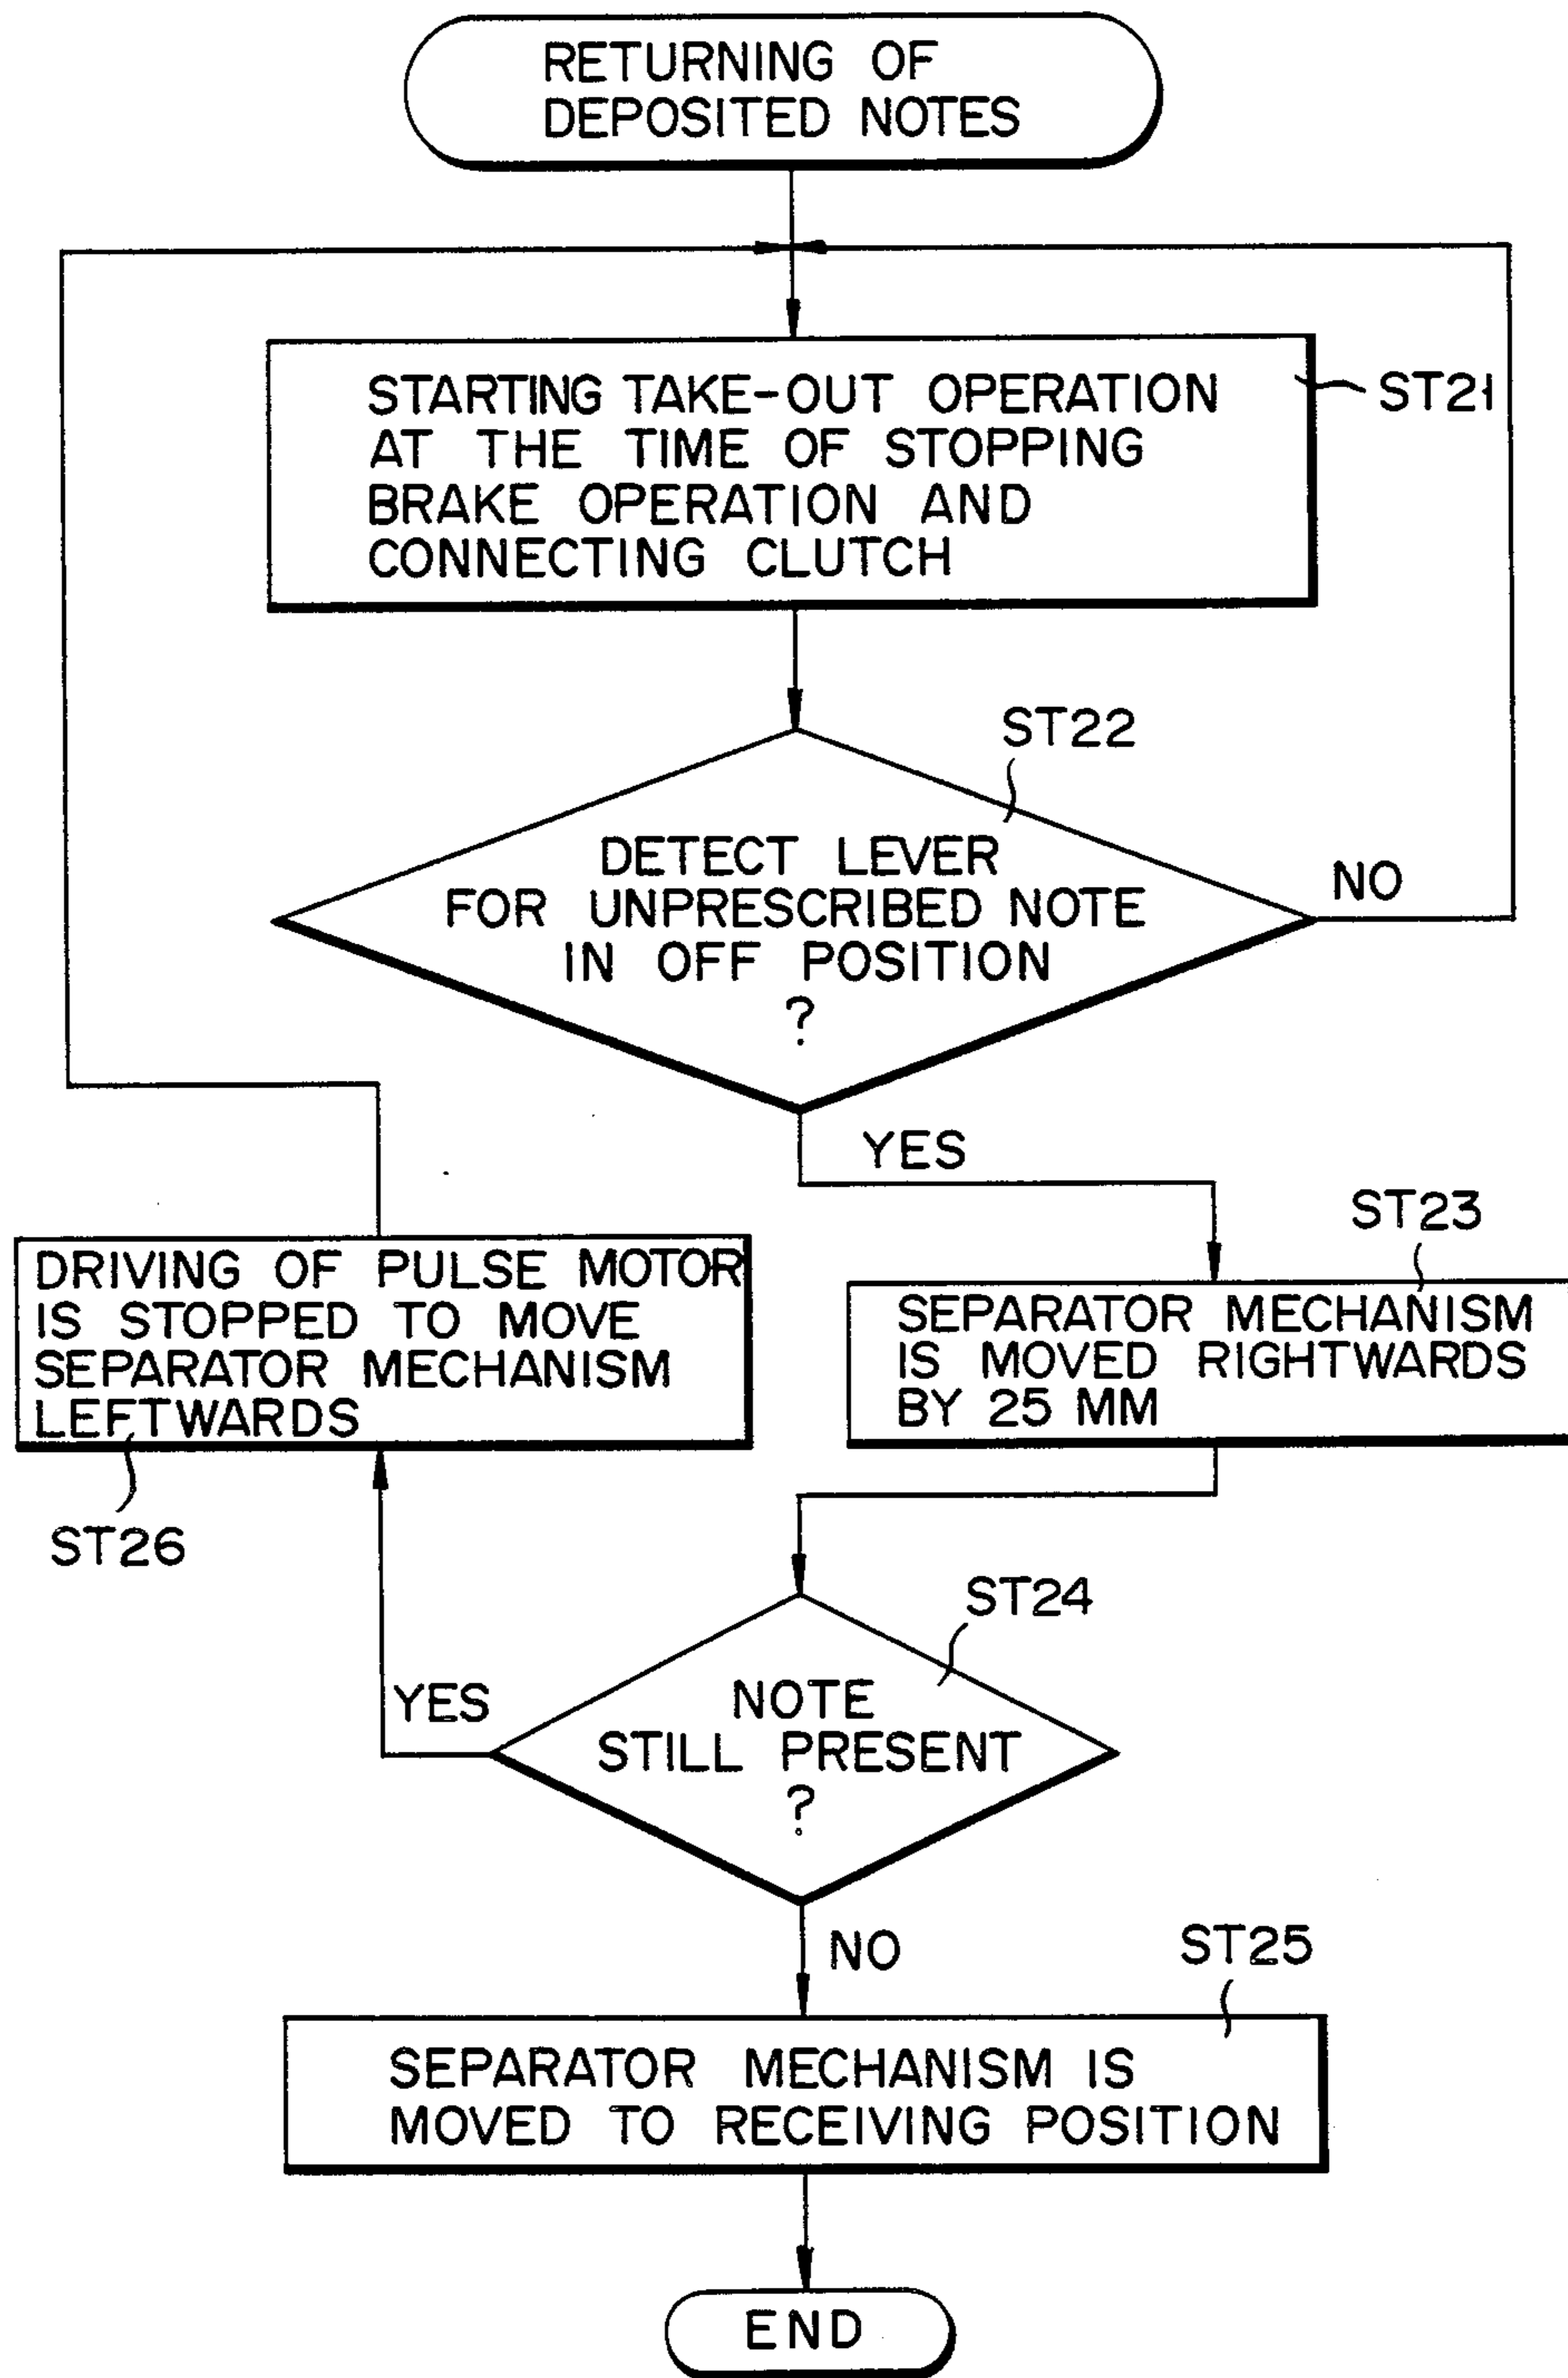 RETURNING OF
DEPOSITED NOTES
STARTING TAKE-OUT OPERATION
AT THE TIME OF STOPPING
BRAKE OPERATION AND
CONNECTING CLUTCH
ST21
ST22
DETECT LEVER
FOR UNPRESCRIBED NOTE
IN OFF POSITION
?
NO
YES
ST23
DRIVING OF PULSE MOTOR
IS STOPPED TO MOVE
SEPARATOR MECHANISM
LEFTWARDS
SEPARATOR MECHANISM
IS MOVED RIGHTWARDS
BY 25 MM
ST26
ST24
YES
NOTE
STILL PRESENT
?
NO
ST25
SEPARATOR MECHANISM IS
MOVED TO RECEIVING POSITION
END